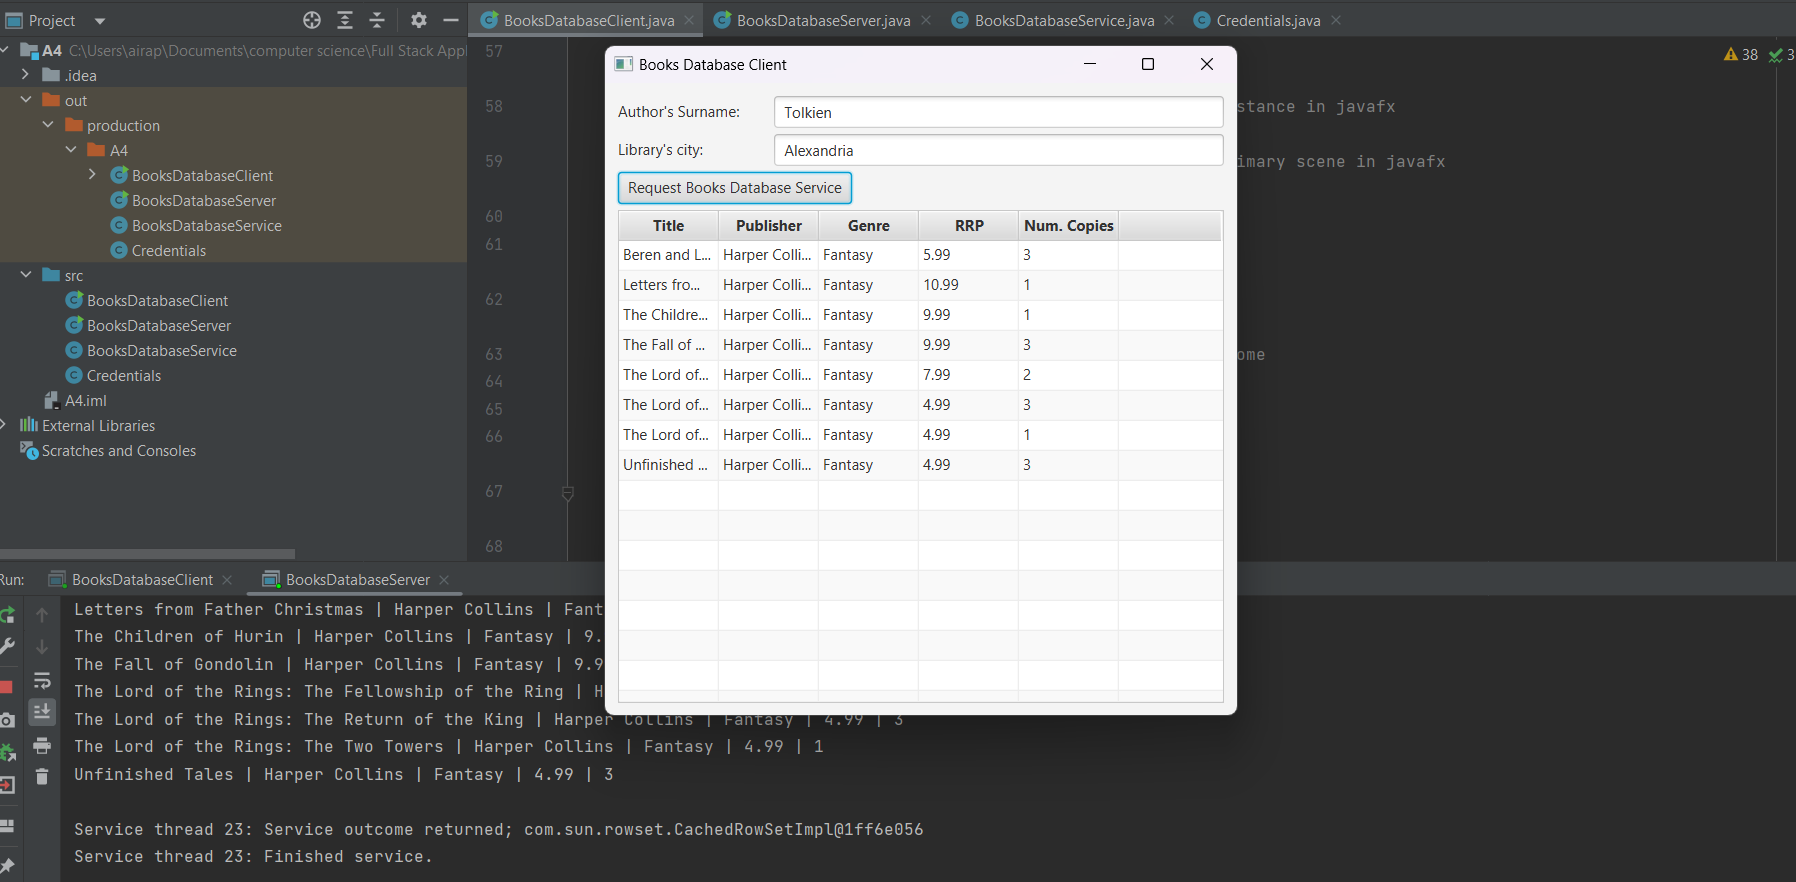 Project
BooksDatabaseClient.java
BooksDatabaseServer.java
BooksDatabaseService.java
Credentials.java
A4 C:\Users\airap\Documents\computer science\Full Stack Appl
.idea
out
production
A4
BooksDatabaseClient
BooksDatabaseServer
BooksDatabaseService
Credentials
src
BooksDatabaseClient
BooksDatabaseServer
BooksDatabaseService
Credentials
A4.iml
External Libraries
Scratches and Consoles
57
58
59
60
61
62
63
64
65
66
67
68
stance in javafx
imary scene in javafx
ome
38
3
Books Database Client
Author's Surname: Tolkien
Library's city: Alexandria
Request Books Database Service
Title Publisher Genre RRP Num. Copies
Beren and L... Harper Colli... Fantasy 5.99 3
Letters fro... Harper Colli... Fantasy 10.99 1
The Childre... Harper Colli... Fantasy 9.99 1
The Fall of ... Harper Colli... Fantasy 9.99 3
The Lord of... Harper Colli... Fantasy 7.99 2
The Lord of... Harper Colli... Fantasy 4.99 3
The Lord of... Harper Colli... Fantasy 4.99 1
Unfinished ... Harper Colli... Fantasy 4.99 3
Run: BooksDatabaseClient BooksDatabaseServer
Letters from Father Christmas | Harper Collins | Fant
The Children of Hurin | Harper Collins | Fantasy | 9.
The Fall of Gondolin | Harper Collins | Fantasy | 9.9
The Lord of the Rings: The Fellowship of the Ring | H
The Lord of the Rings: The Return of the King | Harper Collins | Fantasy | 4.99 | 3
The Lord of the Rings: The Two Towers | Harper Collins | Fantasy | 4.99 | 1
Unfinished Tales | Harper Collins | Fantasy | 4.99 | 3
Service thread 23: Service outcome returned; com.sun.rowset.CachedRowSetImpl@1ff6e056
Service thread 23: Finished service.